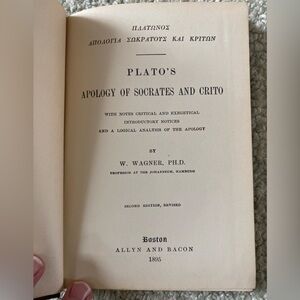 ΠΛΑΤΩΝΟΣ
ΑΠΟΛΟΓΙΑ ΣΩΚΡΑΤΟΥΣ ΚΑΙ ΚΡΙΤΩΝ
PLATO'S
APOLOGY OF SOCRATES AND CRITO
WITH NOTES CRITICAL AND EXEGETICAL
INTRODUCTORY NOTICES
AND A LOGICAL ANALYSIS OF THE APOLOGY
BY
W. WAGNER, PH.D.
PROFESSOR AT THE JOHANNEUM, HAMBURG
SECOND EDITION, REVISED
Boston
ALLYN AND BACON
1895